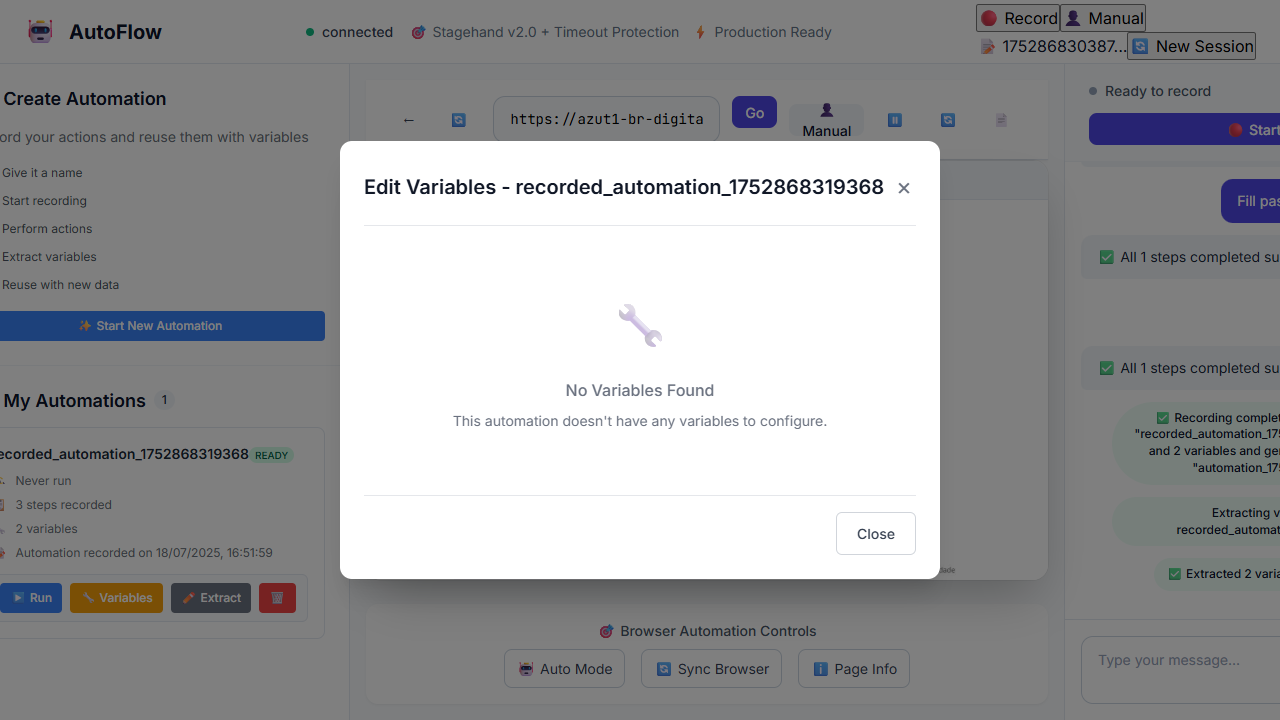 AutoFlow
connected
Stagehand v2.0 + Timeout Protection
Production Ready
Record
Manual
175286830387...
New Session
Create Automation
ord your actions and reuse them with variables
Give it a name
Start recording
Perform actions
Extract variables
Reuse with new data
Start New Automation
My Automations 1
ecorded_automation_1752868319368 READY
Never run
3 steps recorded
2 variables
Automation recorded on 18/07/2025, 16:51:59
Run
Variables
Extract
https://azut1-br-digita
Go
Manual
Edit Variables - recorded_automation_1752868319368
×
No Variables Found
This automation doesn't have any variables to configure.
Close
dade
Browser Automation Controls
Auto Mode
Sync Browser
Page Info
Ready to record
Start
Fill pas
All 1 steps completed su
All 1 steps completed su
Recording complet
"recorded_automation_175
and 2 variables and gen
"automation_175
Extracting v
recorded_automat
Extracted 2 varia
Type your message...